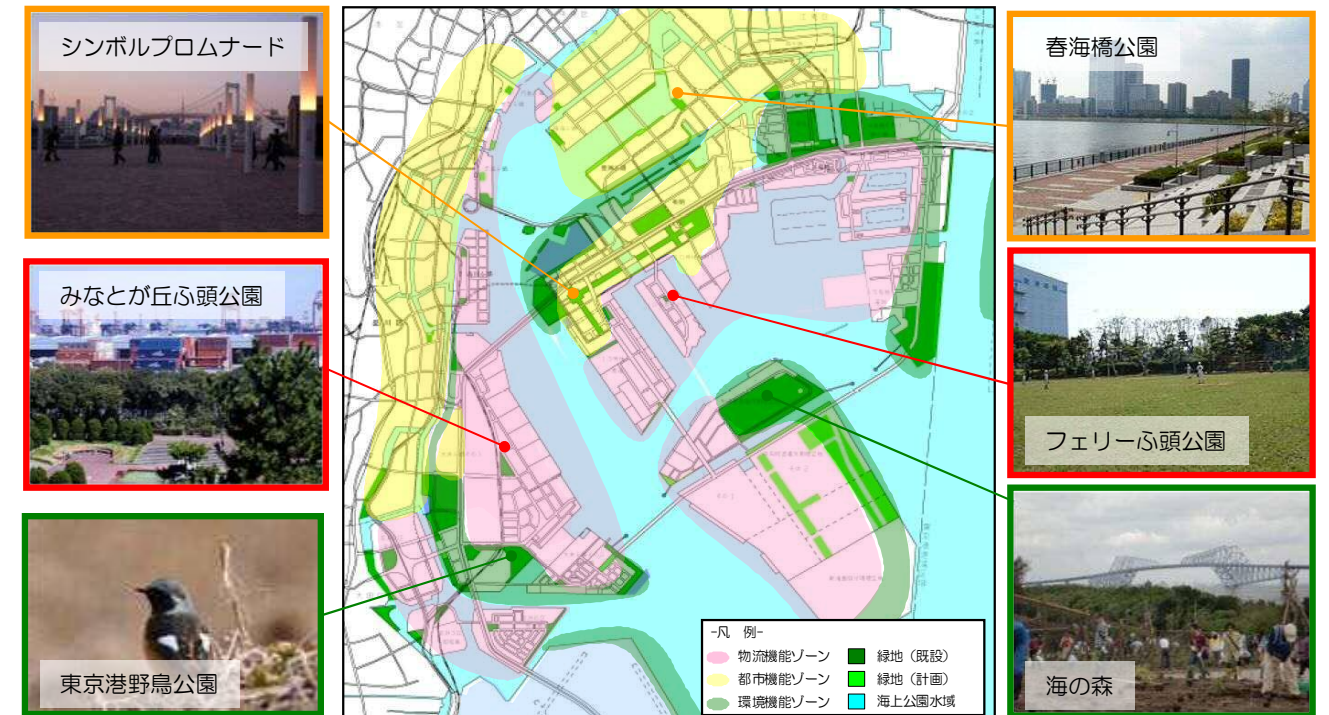 シンボルプロムナード
春海橋公園
みなとが丘ふ頭公園
フェリーふ頭公園
東京港野鳥公園
海の森
-凡 例-
物流機能ゾーン
緑地（既設）
都市機能ゾーン
緑地（計画）
環境機能ゾーン
海上公園水域